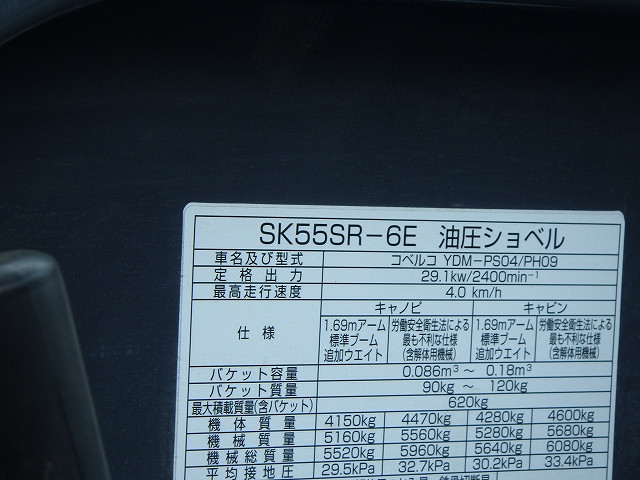 SK55SR-6E 油圧ショベル
車名及び型式 コベルコ YDM-PS04/PH09
定格出力 29.1kw/2400min⁻¹
最高走行速度 4.0 km/h
仕様 キャノピ キャビン
1.69mアーム 標準ブーム 追加ウエイト 労働安全衛生法による 最も不利な仕様 (含解体用機械) 1.69mアーム 標準ブーム 追加ウエイト 労働安全衛生法による 最も不利な仕様 (含解体用機械)
バケット容量 0.086m³ ～ 0.18m³
バケット質量 90kg ～ 120kg
最大積載質量(含バケット) 620kg
機体質量 4150kg 4470kg 4280kg 4600kg
機械質量 5160kg 5560kg 5280kg 5680kg
機械総質量 5520kg 5960kg 5640kg 6080kg
平均接地圧 29.5kPa 32.7kPa 30.2kPa 33.4kPa